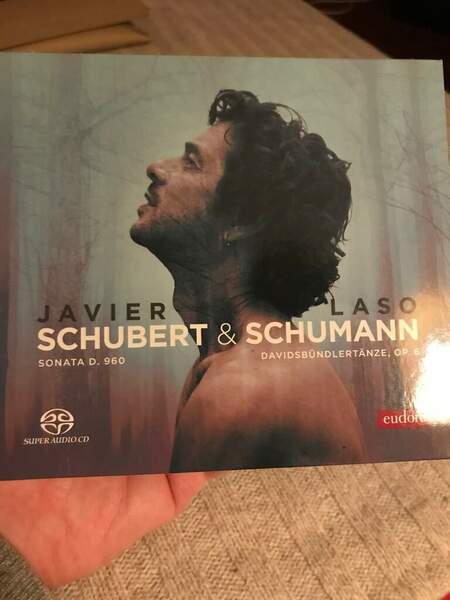 JAVIER LASO
SCHUBERT & SCHUMANN
SONATA D. 960
DAVIDSBÜNDLERTÄNZE, OP. 6
SUPER AUDIO CD